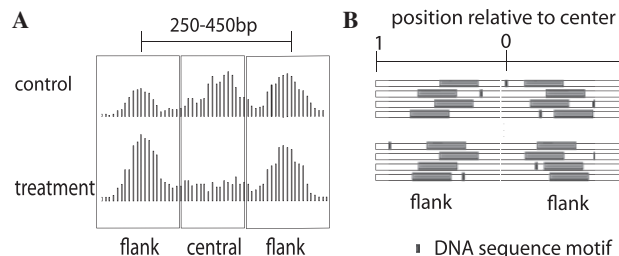 A
250-450bp
control
treatment
flank central flank
B
position relative to center
1 0
flank flank
DNA sequence motif